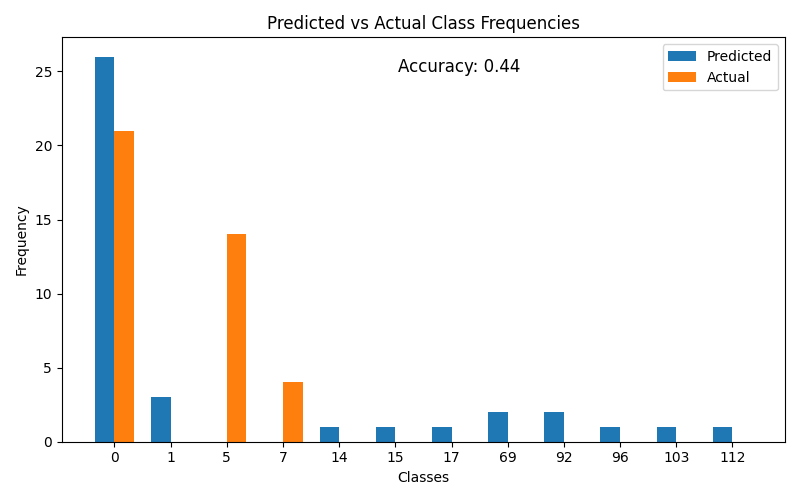 Predicted vs Actual Class Frequencies
Accuracy: 0.44
Predicted
Actual
25
20
15
10
5
0
Frequency
0 1 5 7 14 15 17 69 92 96 103 112
Classes